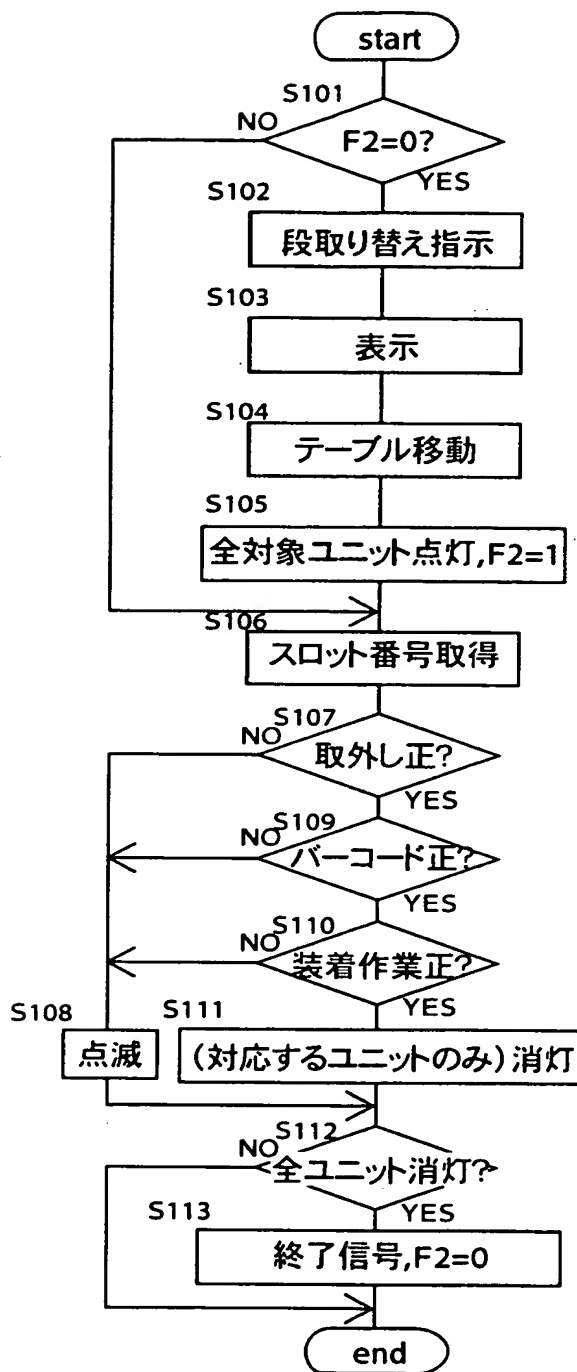 start
S101
NO
F2=0?
YES
S102
段取り替え指示
S103
表示
S104
テーブル移動
S105
全対象ユニット点灯,F2=1
S106
スロット番号取得
S107
NO
取外し正?
YES
S109
NO
バーコード正?
YES
S110
NO
装着作業正?
YES
S108
点滅
S111
(対応するユニットのみ)消灯
S112
NO
全ユニット消灯?
YES
S113
終了信号,F2=0
end